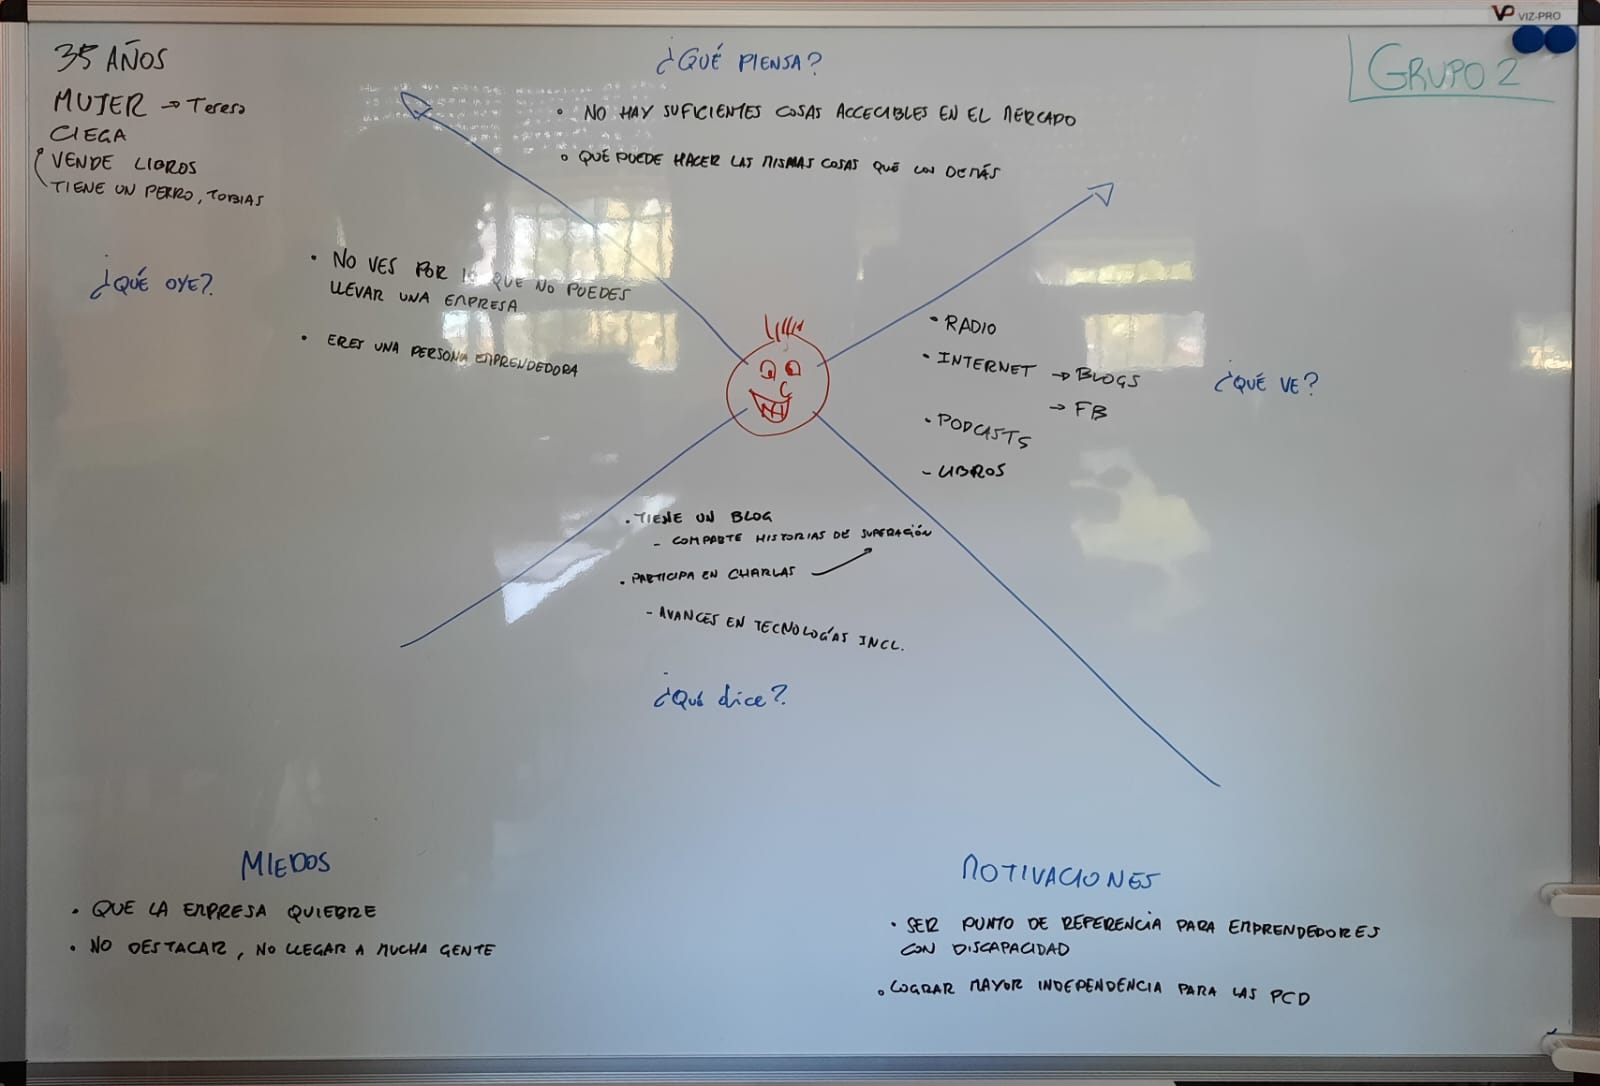 VIZ-PRO
GRUPO 2
35 AÑOS
MUJER → Teresa
CIEGA
VENDE LIBROS
TIENE UN PERRO, TOBIAS
¿QUÉ PIENSA?
• NO HAY SUFICIENTES COSAS ACCECIBLES EN EL MERCADO
• QUÉ PUEDE HACER LAS MISMAS COSAS QUÉ LOS DEMÁS
¿QUÉ OYE?
• NO VES POR LO QUE NO PUEDES
LLEVAR UNA EMPRESA
• ERES UNA PERSONA EMPRENDEDORA
¿QUÉ VE?
• RADIO
• INTERNET → BLOGS
→ FB
• PODCASTS
- LIBROS
• TIENE UN BLOG
- COMPARTE HISTORIAS DE SUPERACIÓN
• PARTICIPA EN CHARLAS
- AVANCES EN TECNOLOGÍAS INCL.
¿Qué dice?
MIEDOS
• QUE LA EMPRESA QUIEBRE
• NO DESTACAR, NO LLEGAR A MUCHA GENTE
MOTIVACIONES
• SER PUNTO DE REFERENCIA PARA EMPRENDEDORES
CON DISCAPACIDAD
• LOGRAR MAYOR INDEPENDENCIA PARA LAS PCD